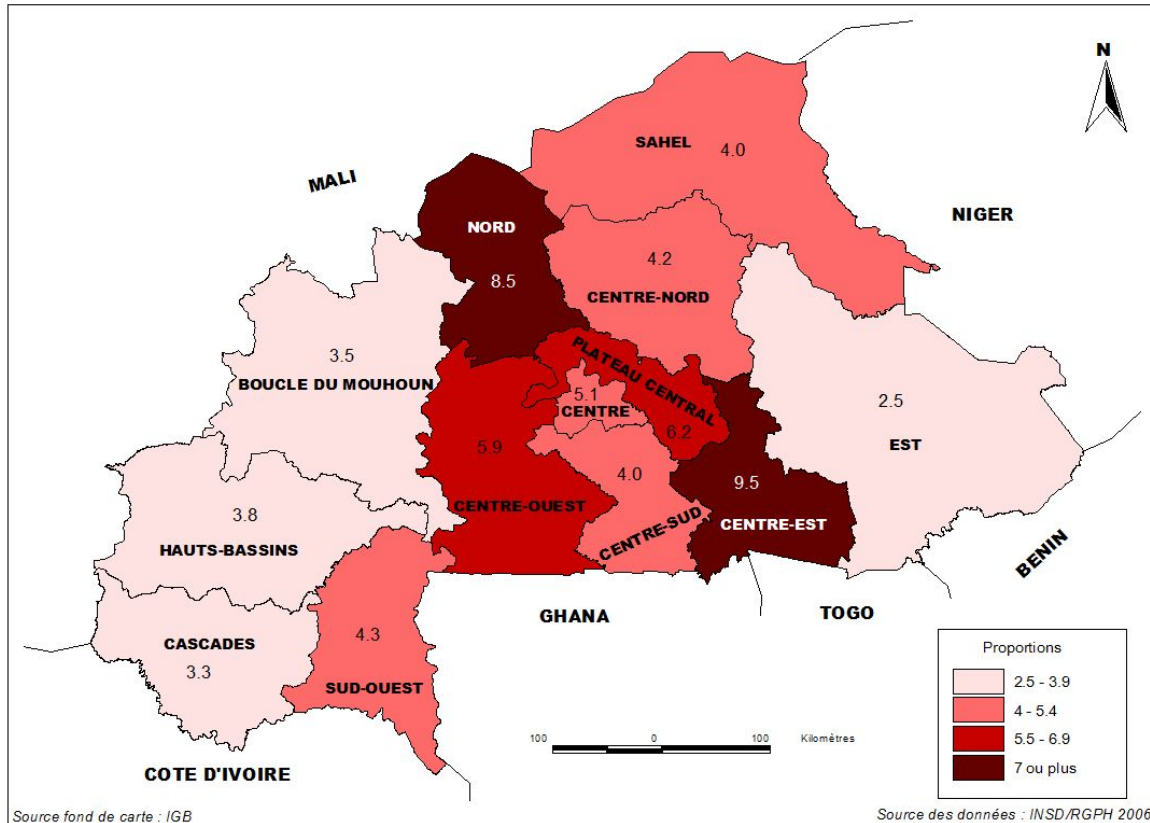 N
SAHEL
4.0
MALI
NIGER
NORD
8.5
4.2
CENTRE-NORD
3.5
BOUCLE DU MOUHOUN
PLATEAU CENTRAL
6.2
5.1
CENTRE
2.5
EST
5.9
CENTRE-OUEST
4.0
CENTRE-SUD
9.5
CENTRE-EST
3.8
HAUTS-BASSINS
BENIN
GHANA
TOGO
CASCADES
3.3
4.3
SUD-OUEST
COTE D'IVOIRE
100 0 100 Kilomètres
Proportions
2.5 - 3.9
4 - 5.4
5.5 - 6.9
7 ou plus
Source fond de carte : IGB
Source des données : INSD/RGPH 2006